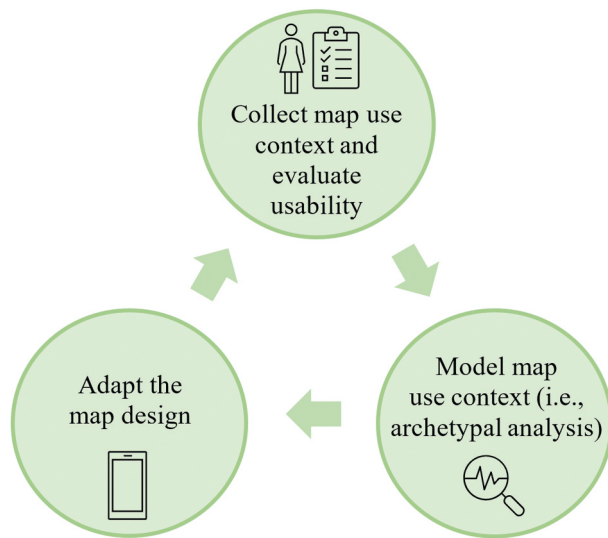 Collect map use
context and
evaluate
usability
Model map
use context (i.e.,
archetypal analysis)
Adapt the
map design